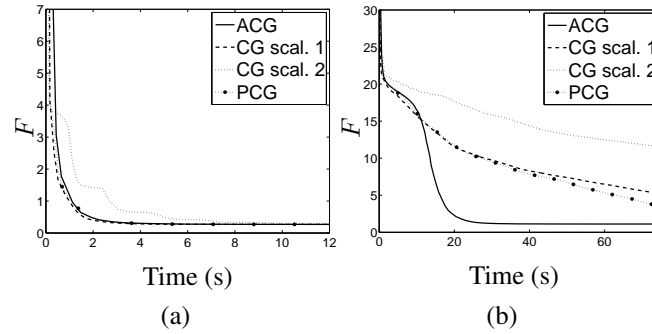 7
6
5
4
3
2
1
0
F
0 2 4 6 8 10 12
Time (s)
ACG
CG scal. 1
CG scal. 2
PCG
(a)
30
25
20
15
10
5
0
F
0 20 40 60
Time (s)
ACG
CG scal. 1
CG scal. 2
PCG
(b)